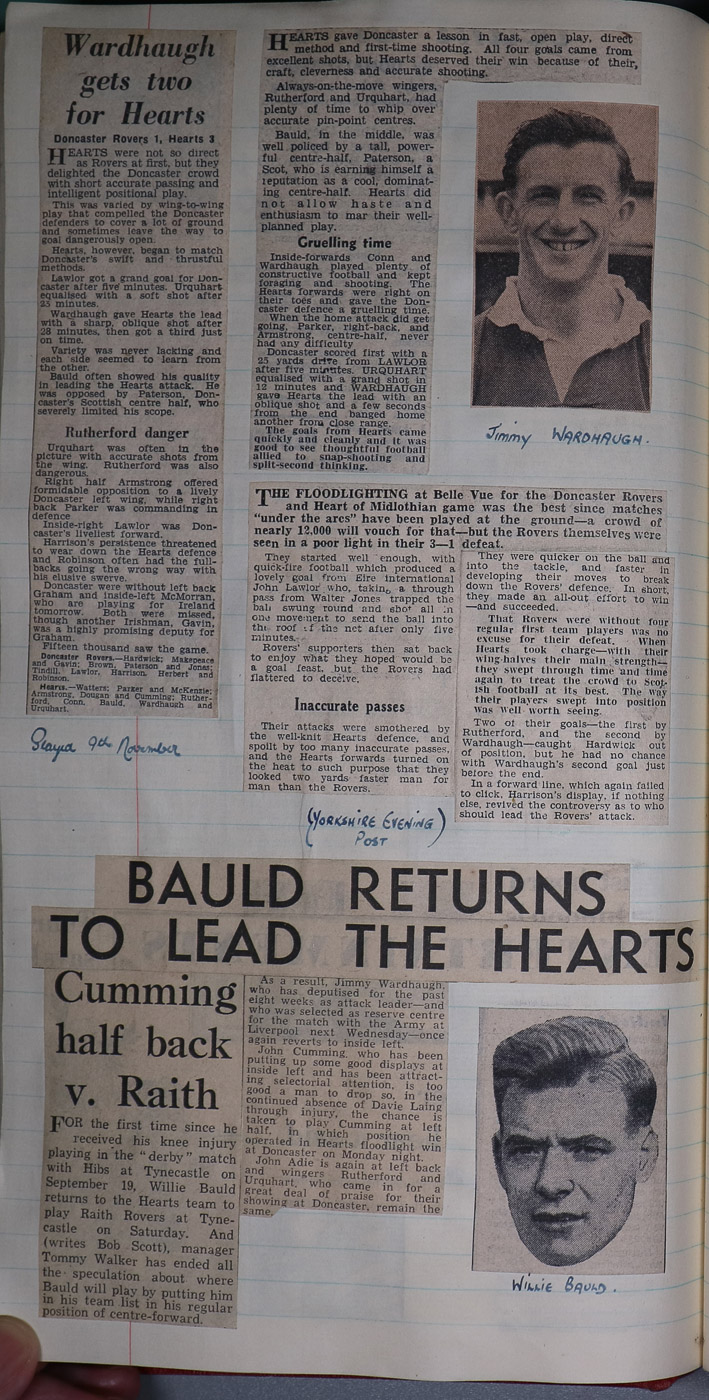 Wardhaugh
gets two
for Hearts
Doncaster Rovers 1, Hearts 3
HEARTS were not so direct
as Rovers at first, but they
delighted the Doncaster crowd
with short accurate passing and
intelligent positional play.
This was varied by wing-to-wing
play that compelled the Doncaster
defenders to cover a lot of ground
and sometimes leave the way to
goal dangerously open.
Hearts, however, began to match
Doncaster's swift and thrustful
methods.
Lawlor got a grand goal for Don-
caster after five minutes. Urquhart
equalised with a soft shot after
25 minutes.
Wardhaugh gave Hearts the lead
with a sharp, oblique shot after
28 minutes, then got a third just
on time.
Variety was never lacking and
each side seemed to learn from
the other.
Bauld often showed his quality
in leading the Hearts attack. He
was opposed by Paterson, Don-
caster's Scottish centre half, who
severely limited his scope.
Rutherford danger
Urquhart was often in the
picture with accurate shots from
the wing. Rutherford was also
dangerous.
Right half Armstrong offered
formidable opposition to a lively
Doncaster left wing, while right
back Parker was commanding in
defence
Inside-right Lawlor was Don-
caster's liveliest forward.
Harrison's persistence threatened
to wear down the Hearts defence
and Robinson often had the full-
backs going the wrong way with
his elusive swerve.
Doncaster were without left back
Graham and inside-left McMorran,
who are playing for Ireland
tomorrow. Both were missed,
though another Irishman, Gavin,
was a highly promising deputy for
Graham.
Fifteen thousand saw the game.
Doncaster Rovers.—Hardwick; Makepeace
and Gavin; Brown, Paterson and Jones;
Tindill, Lawlor, Harrison, Herbert and
Robinson.
Hearts.—Watters; Parker and McKenzie;
Armstrong, Dougan and Cumming; Ruther-
ford, Conn, Bauld, Wardhaugh and
Urquhart.
Played 9th November
HEARTS gave Doncaster a lesson in fast, open play, direct
method and first-time shooting. All four goals came from
excellent shots, but Hearts deserved their win because of their,
craft, cleverness and accurate shooting.
Always-on-the-move wingers,
Rutherford and Urquhart, had
plenty of time to whip over
accurate pin-point centres.
Bauld, in the middle, was
well policed by a tall, power-
ful centre-half, Paterson, a
Scot, who is earning himself a
reputation as a cool, dominat-
ing centre-half. Hearts did
not allow haste and
enthusiasm to mar their well-
planned play.
Gruelling time
Inside-forwards Conn and
Wardhaugh played plenty of
constructive football and kept
foraging and shooting. The
Hearts forwards were right on
their toes and gave the Don-
caster defence a gruelling time.
When the home attack did get
going, Parker, right-back, and
Armstrong, centre-half, never
had any difficulty
Doncaster scored first with a
25 yards drive from LAWLOR
after five minutes. URQUHART
equalised with a grand shot in
12 minutes and WARDHAUGH
gave Hearts the lead with an
oblique shot and a few seconds
from the end banged home
another from close range.
The goals from Hearts came
quickly and cleanly and it was
good to see thoughtful football
allied to snap-shooting and
split-second thinking.
Jimmy WARDHAUGH.
THE FLOODLIGHTING at Belle Vue for the Doncaster Rovers
and Heart of Midlothian game was the best since matches
"under the arcs" have been played at the ground—a crowd of
nearly 12,000 will vouch for that—but the Rovers themselves were
seen in a poor light in their 3—1 defeat.
They started well enough, with
quick-fire football which produced a
lovely goal from Eire international
John Lawlor who, taking a through
pass from Walter Jones trapped the
ball swung round and shot all in
one movement to send the ball into
the roof of the net after only five
minutes.
Rovers' supporters then sat back
to enjoy what they hoped would be
a goal feast, but the Rovers had
flattered to deceive.
Inaccurate passes
Their attacks were smothered by
the well-knit Hearts defence, and
spoilt by too many inaccurate passes,
and the Hearts forwards turned on
the heat to such purpose that they
looked two yards faster man for
man than the Rovers.
They were quicker on the ball and
into the tackle, and faster in
developing their moves to break
down the Rovers' defence. In short,
they made an all-out effort to win
—and succeeded.
That Rovers were without four
regular first team players was no
excuse for their defeat. When
Hearts took charge—with their
wing-halves their main strength—
they swept through time and time
again to treat the crowd to Scot-
ish football at its best. The way
their players swept into position
was well worth seeing.
Two of their goals—the first by
Rutherford, and the second by
Wardhaugh—caught Hardwick out
of position, but he had no chance
with Wardhaugh's second goal just
before the end.
In a forward line, which again failed
to click, Harrison's display, if nothing
else, revived the controversy as to who
should lead the Rovers' attack.
(YORKSHIRE EVENING
POST)
BAULD RETURNS
TO LEAD THE HEARTS
Cumming
half back
v. Raith
FOR the first time since he
received his knee injury
playing in the "derby" match
with Hibs at Tynecastle on
September 19, Willie Bauld
returns to the Hearts team to
play Raith Rovers at Tyne-
castle on Saturday. And
(writes Bob Scott), manager
Tommy Walker has ended all
the speculation about where
Bauld will play by putting him
in his team list in his regular
position of centre-forward.
As a result, Jimmy Wardhaugh,
who has deputised for the past
eight weeks as attack leader—and
who was selected as reserve centre
for the match with the Army at
Liverpool next Wednesday—once
again reverts to inside left.
John Cumming, who has been
putting up some good displays at
inside left and has been attract-
ing selectorial attention, is too
good a man to drop so, in the
continued absence of Davie Laing
through injury, the chance is
taken to play Cumming at left
half, in which position he
operated in Hearts floodlight win
at Doncaster on Monday night.
John Adie is again at left back
and wingers Rutherford and
Urquhart, who came in for a
great deal of praise for their
showing at Doncaster, remain the
same.
WILLIE BAULD.